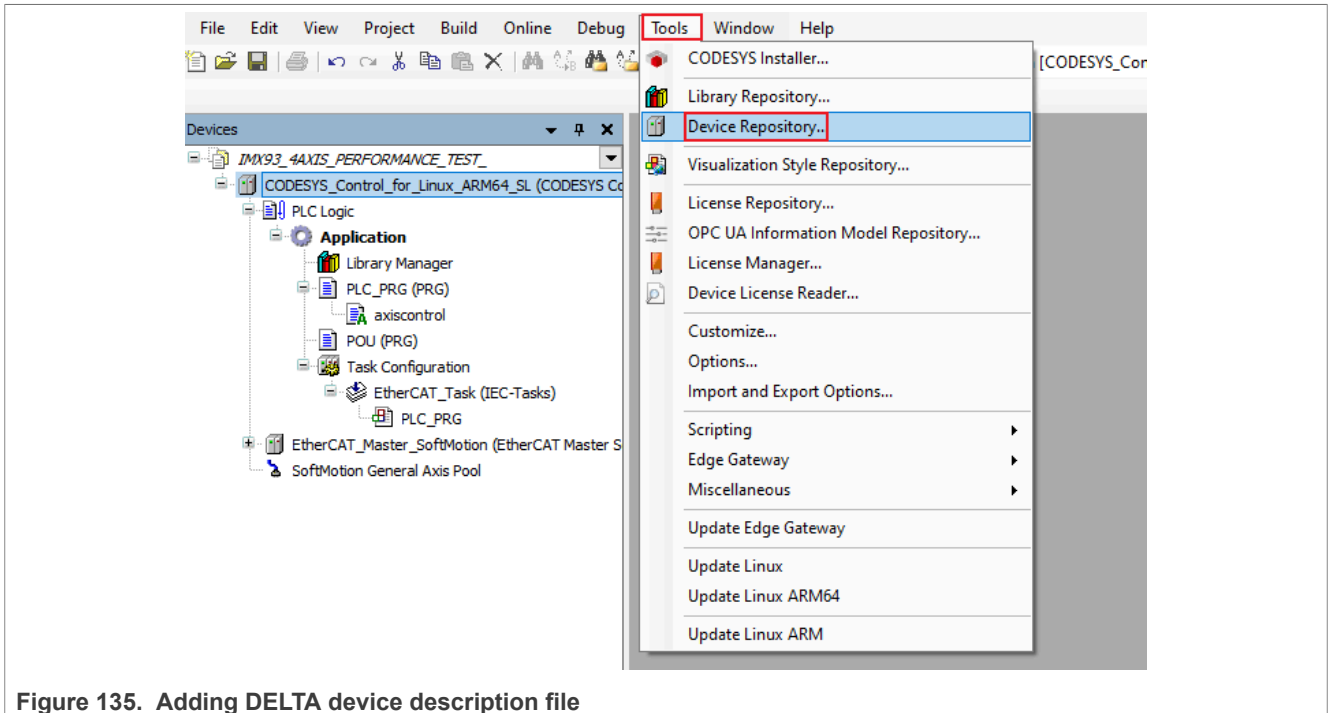 File Edit View Project Build Online Debug Tools Window Help
[CODESYS_Con
Devices
IMX93_4AXIS_PERFORMANCE_TEST_
CODESYS_Control_for_Linux_ARM64_SL (CODESYS Co
PLC Logic
Application
Library Manager
PLC_PRG (PRG)
axiscontrol
POU (PRG)
Task Configuration
EtherCAT_Task (IEC-Tasks)
PLC_PRG
EtherCAT_Master_SoftMotion (EtherCAT Master S
SoftMotion General Axis Pool
CODESYS Installer...
Library Repository...
Device Repository...
Visualization Style Repository...
License Repository...
OPC UA Information Model Repository...
License Manager...
Device License Reader...
Customize...
Options...
Import and Export Options...
Scripting
Edge Gateway
Miscellaneous
Update Edge Gateway
Update Linux
Update Linux ARM64
Update Linux ARM
Figure 135. Adding DELTA device description file